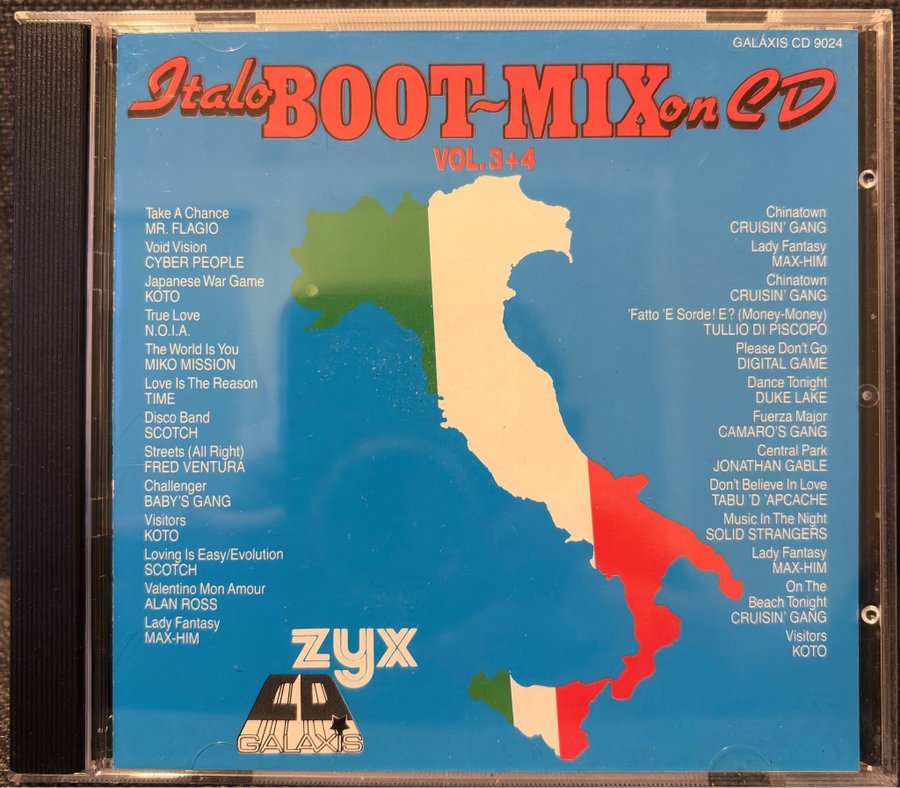 GALÁXIS CD 9024
Italo BOOT~MIX on CD
VOL. 3+4
Take A Chance
MR. FLAGIO
Void Vision
CYBER PEOPLE
Japanese War Game
KOTO
True Love
N.O.I.A.
The World Is You
MIKO MISSION
Love Is The Reason
TIME
Disco Band
SCOTCH
Streets (All Right)
FRED VENTURA
Challenger
BABY'S GANG
Visitors
KOTO
Loving Is Easy/Evolution
SCOTCH
Valentino Mon Amour
ALAN ROSS
Lady Fantasy
MAX-HIM
Chinatown
CRUISIN' GANG
Lady Fantasy
MAX-HIM
Chinatown
CRUISIN' GANG
'Fatto 'E Sorde! E? (Money-Money)
TULLIO DI PISCOPO
Please Don't Go
DIGITAL GAME
Dance Tonight
DUKE LAKE
Fuerza Major
CAMARO'S GANG
Central Park
JONATHAN GABLE
Don't Believe In Love
TABU 'D 'APCACHE
Music In The Night
SOLID STRANGERS
Lady Fantasy
MAX-HIM
On The
Beach Tonight
CRUISIN' GANG
Visitors
KOTO
zyx
CD
GALAXIS